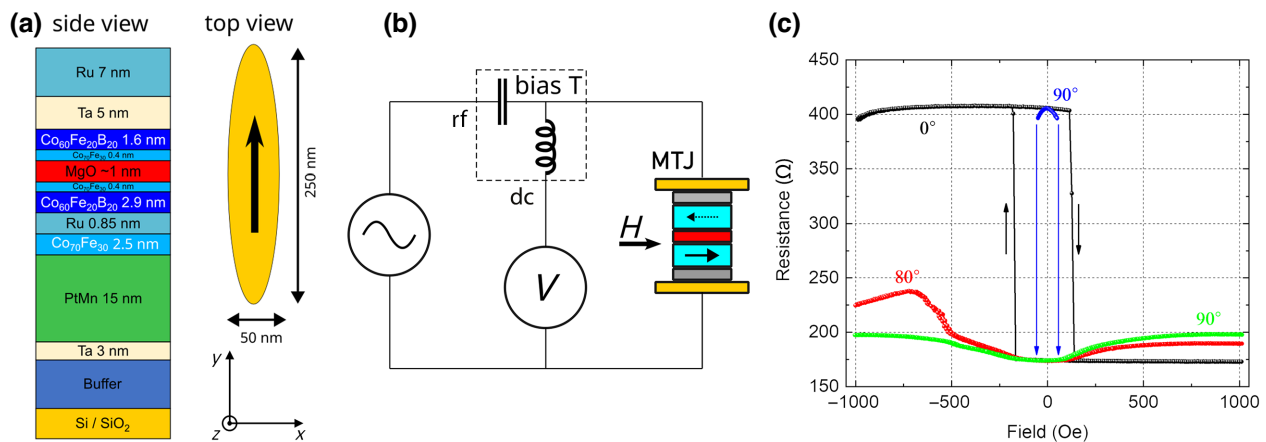 (a) side view
top view
Ru 7 nm
Ta 5 nm
Co₆₀Fe₂₀B₂₀ 1.6 nm
Co₇₀Fe₃₀ 0.4 nm
MgO ~1 nm
Co₇₀Fe₃₀ 0.4 nm
Co₆₀Fe₂₀B₂₀ 2.9 nm
Ru 0.85 nm
Co₇₀Fe₃₀ 2.5 nm
PtMn 15 nm
Ta 3 nm
Buffer
Si / SiO₂
250 nm
50 nm
y
z
x
(b)
bias T
rf
dc
MTJ
H
V
(c)
450
400
350
300
250
200
150
Resistance (Ω)
90°
0°
80°
90°
−1000
−500
0
500
1000
Field (Oe)